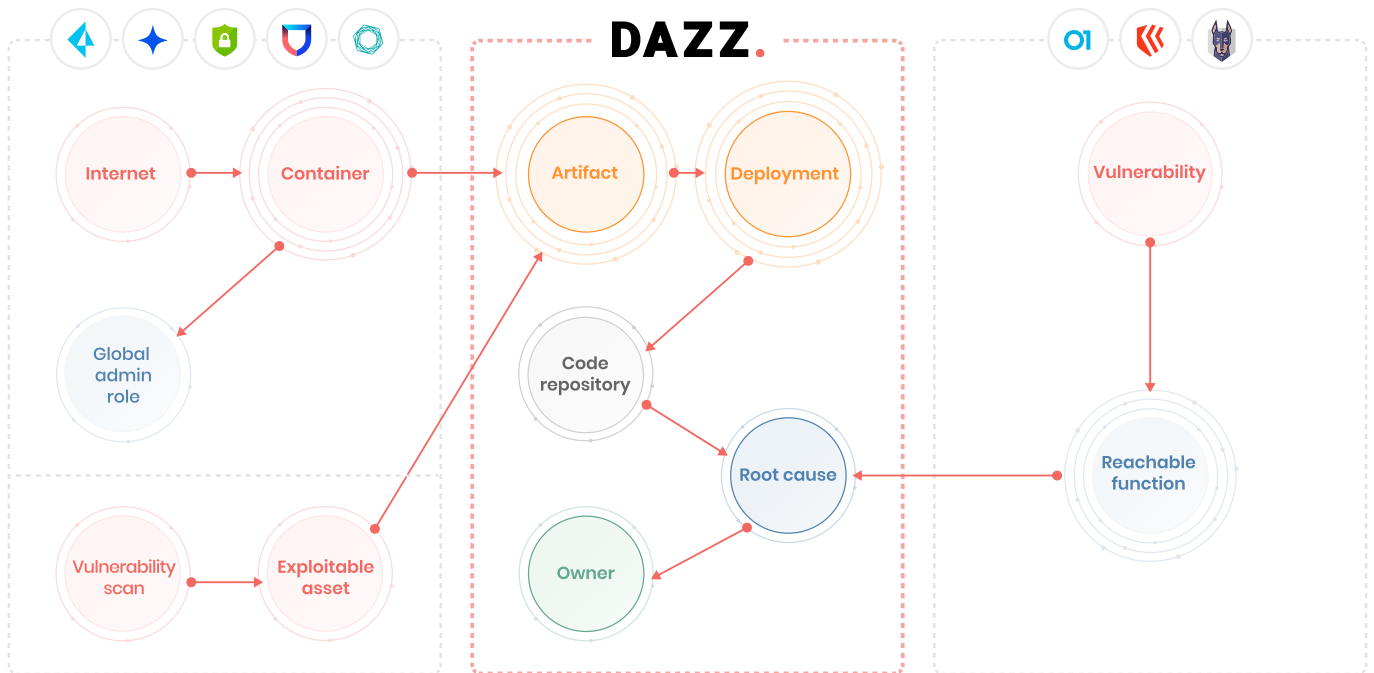 DAZZ.
Internet
Container
Global
admin
role
Vulnerability
scan
Exploitable
asset
Artifact
Deployment
Code
repository
Root cause
Owner
Vulnerability
Reachable
function